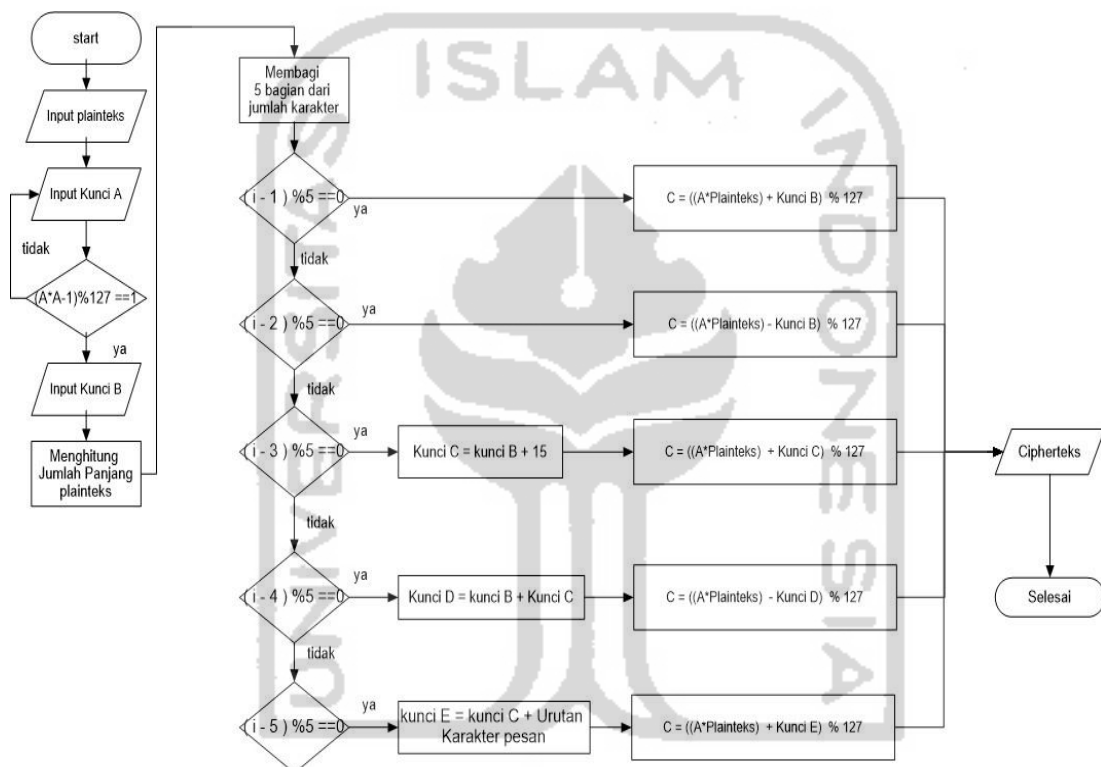 start
Input plainteks
Input Kunci A
tidak
(A*A-1)%127 ==1
ya
Input Kunci B
Menghitung
Jumlah Panjang
plainteks
Membagi
5 bagian dari
jumlah karakter
( i - 1 ) %5 ==0
ya
C = ((A*Plainteks) + Kunci B) % 127
tidak
( i - 2 ) %5 ==0
ya
C = ((A*Plainteks) - Kunci B) % 127
tidak
( i - 3 ) %5 ==0
ya
Kunci C = kunci B + 15
C = ((A*Plainteks) + Kunci C) % 127
tidak
( i - 4 ) %5 ==0
ya
Kunci D = kunci B + Kunci C
C = ((A*Plainteks) - Kunci D) % 127
tidak
( i - 5 ) %5 ==0
ya
kunci E = kunci C + Urutan
Karakter pesan
C = ((A*Plainteks) + Kunci E) % 127
Cipherteks
Selesai
UNIVERSITAS
ISLAM
INDONESIA